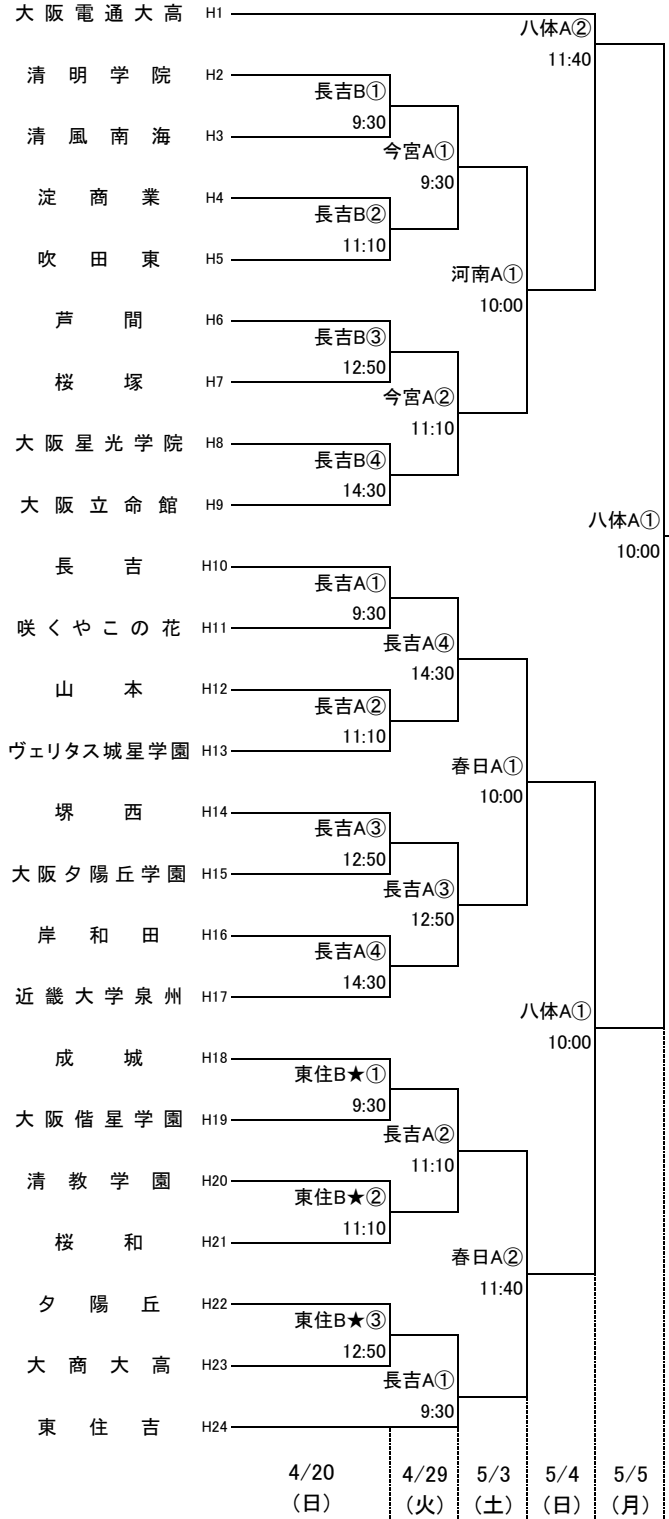 大阪電通大高 H1
八体A②
11:40
清明学院 H2
長吉B①
9:30
清風南海 H3
今宮A①
9:30
淀商業 H4
長吉B②
11:10
吹田東 H5
河南A①
10:00
芦間 H6
長吉B③
12:50
桜塚 H7
今宮A②
11:10
大阪星光学院 H8
長吉B④
14:30
大阪立命館 H9
八体A①
10:00
長吉 H10
長吉A①
9:30
咲くやこの花 H11
長吉A④
14:30
山本 H12
長吉A②
11:10
ヴェリタス城星学園 H13
春日A①
10:00
堺西 H14
長吉A③
12:50
大阪夕陽丘学園 H15
長吉A③
12:50
岸和田 H16
長吉A④
14:30
近畿大学泉州 H17
八体A①
10:00
成城 H18
東住B★①
9:30
大阪偕星学園 H19
長吉A②
11:10
清教学園 H20
東住B★②
11:10
桜和 H21
春日A②
11:40
夕陽丘 H22
東住B★③
12:50
大商大高 H23
長吉A①
9:30
東住吉 H24
4/20 4/29 5/3 5/4 5/5
（日） （火） （土） （日） （月）